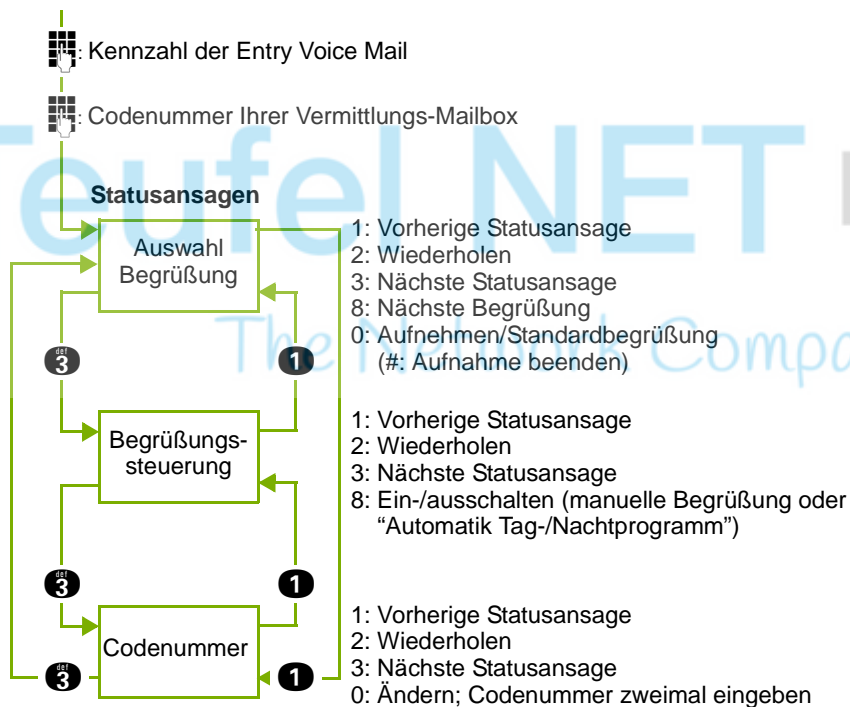 : Kennzahl der Entry Voice Mail
: Codenummer Ihrer Vermittlungs-Mailbox
Teufel NET
The Network Compa
Statusansagen
Auswahl
Begrüßung
1: Vorherige Statusansage
2: Wiederholen
3: Nächste Statusansage
8: Nächste Begrüßung
0: Aufnehmen/Standardbegrüßung
(#: Aufnahme beenden)
def
3
1
Begrüßungs-
steuerung
1: Vorherige Statusansage
2: Wiederholen
3: Nächste Statusansage
8: Ein-/ausschalten (manuelle Begrüßung oder
“Automatik Tag-/Nachtprogramm”)
def
3
1
Codenummer
def
3
1
1: Vorherige Statusansage
2: Wiederholen
3: Nächste Statusansage
0: Ändern; Codenummer zweimal eingeben